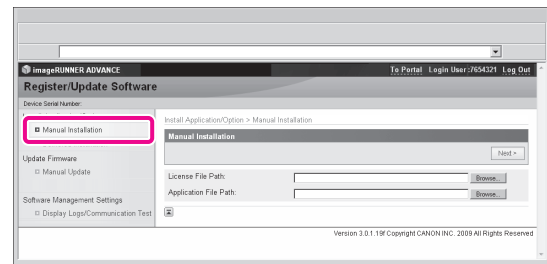 imageRUNNER ADVANCE
To Portal Login User :7654321 Log Out
Register/Update Software
Device Serial Number:
Manual Installation
Update Firmware
Manual Update
Software Management Settings
Display Logs/Communication Test
Install Application/Option > Manual Installation
Manual Installation
Next >
License File Path:
Browse...
Application File Path:
Browse...
Version 3.0.1.19f Copyright CANON INC. 2009 All Rights Reserved